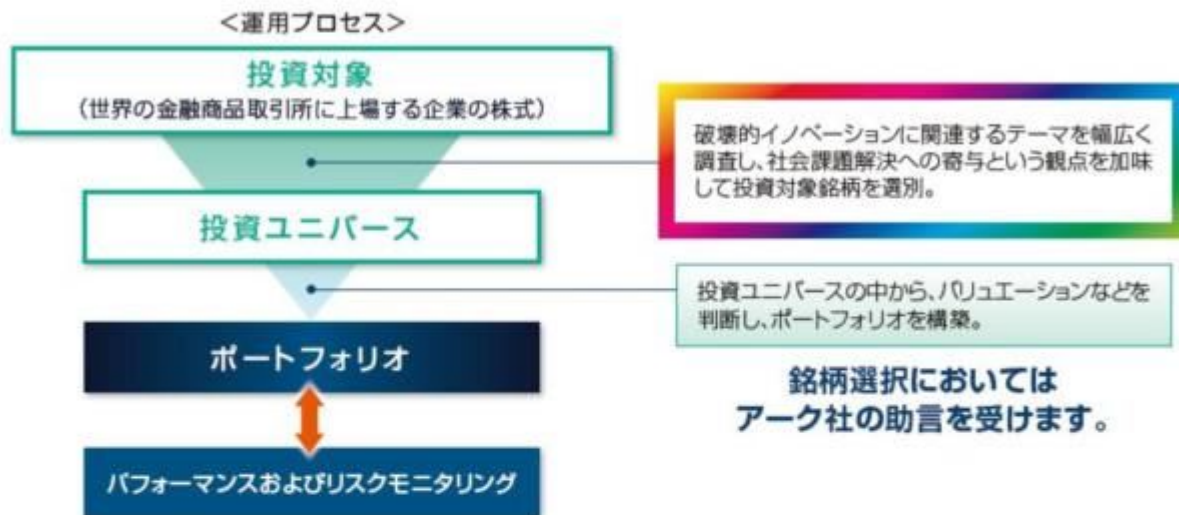 ＜運用プロセス＞
投資対象
（世界の金融商品取引所に上場する企業の株式）
破壊的イノベーションに関連するテーマを幅広く
調査し、社会課題解決への寄与という観点を加味
して投資対象銘柄を選別。
投資ユニバース
投資ユニバースの中から、バリュエーションなどを
判断し、ポートフォリオを構築。
ポートフォリオ
銘柄選択においては
アーク社の助言を受けます。
パフォーマンスおよびリスクモニタリング